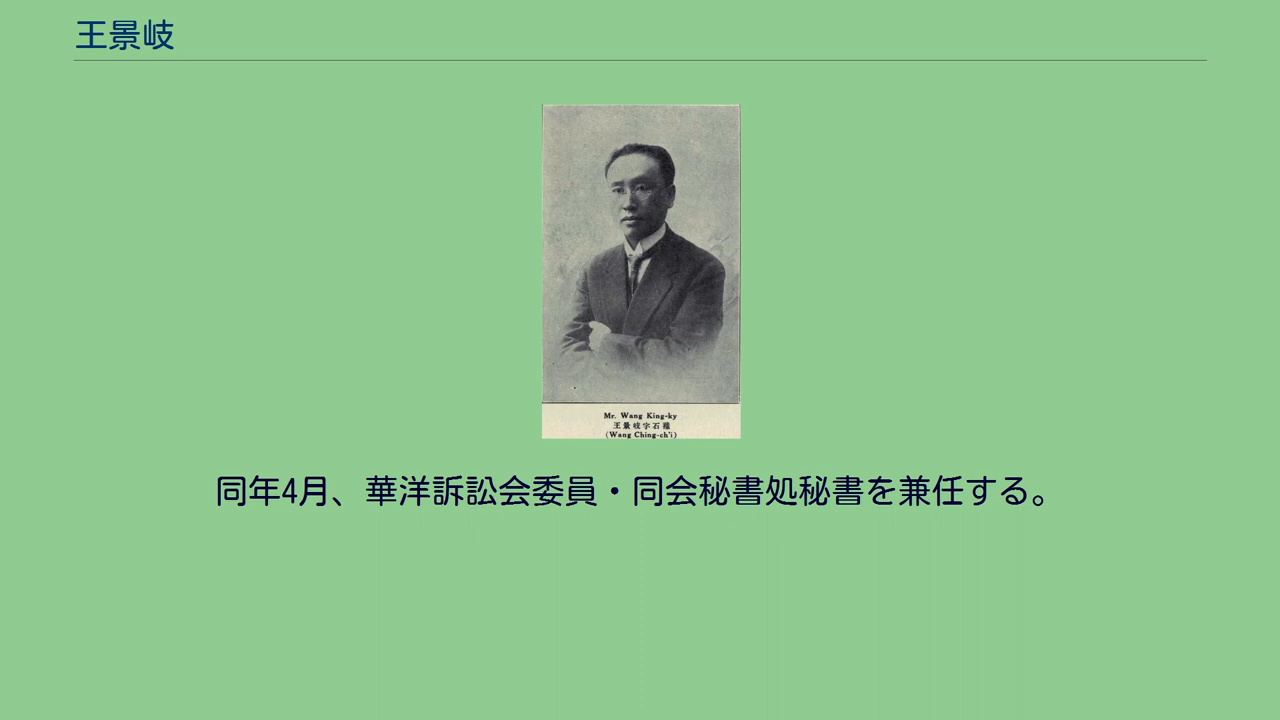 王景岐
Mr. Wang King-ky
王景岐字石孫
(Wang Ching-ch'i)
同年4月、華洋訴訟会委員・同会秘書処秘書を兼任する。